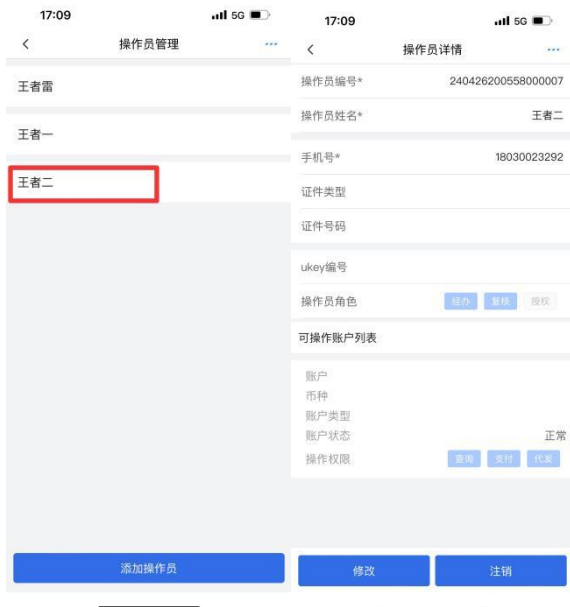 17:09
5G
操作员管理
王者雷
王者一
王者二
添加操作员
17:09
5G
操作员详情
操作员编号* 240426200558000007
操作员姓名* 王者二
手机号* 18030023292
证件类型
证件号码
ukey编号
操作员角色 经办 复核 授权
可操作账户列表
账户
币种
账户类型
账户状态 正常
操作权限 查询 支付 代发
修改 注销